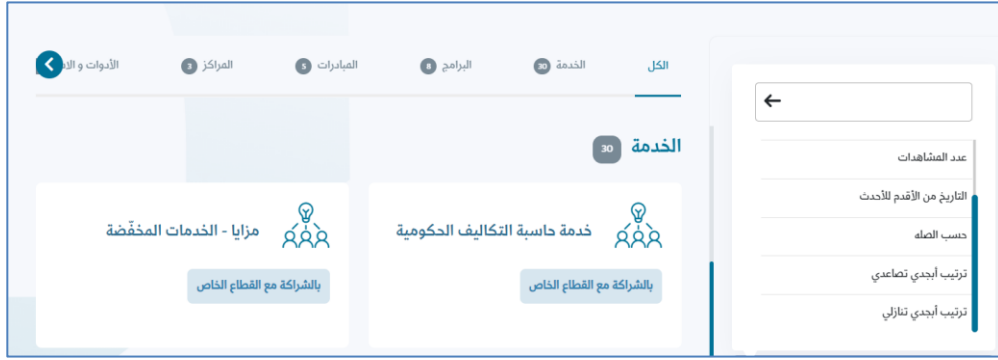 الكل
الخدمة 30
البرامج 8
المبادرات 5
المراكز 3
الأدوات و
عدد المشاهدات
التاريخ من الأقدم للأحدث
حسب الصله
ترتيب أبجدي تصاعدي
ترتيب أبجدي تنازلي
الخدمة 30
خدمة حاسبة التكاليف الحكومية
بالشراكة مع القطاع الخاص
مزايا - الخدمات المخفّضة
بالشراكة مع القطاع الخاص